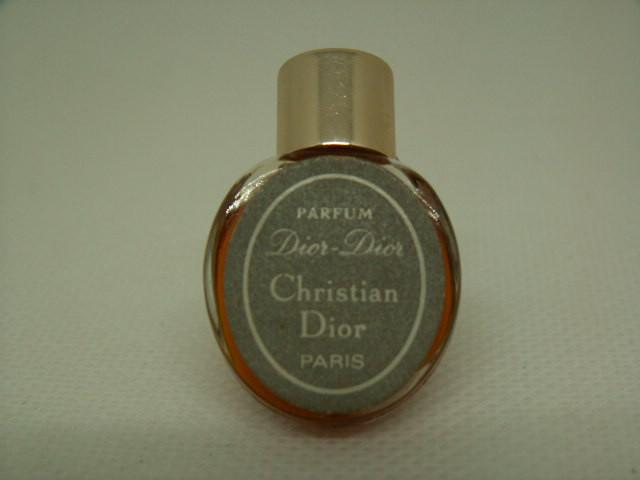 PARFUM
Dior-Dior
Christian
Dior
PARIS